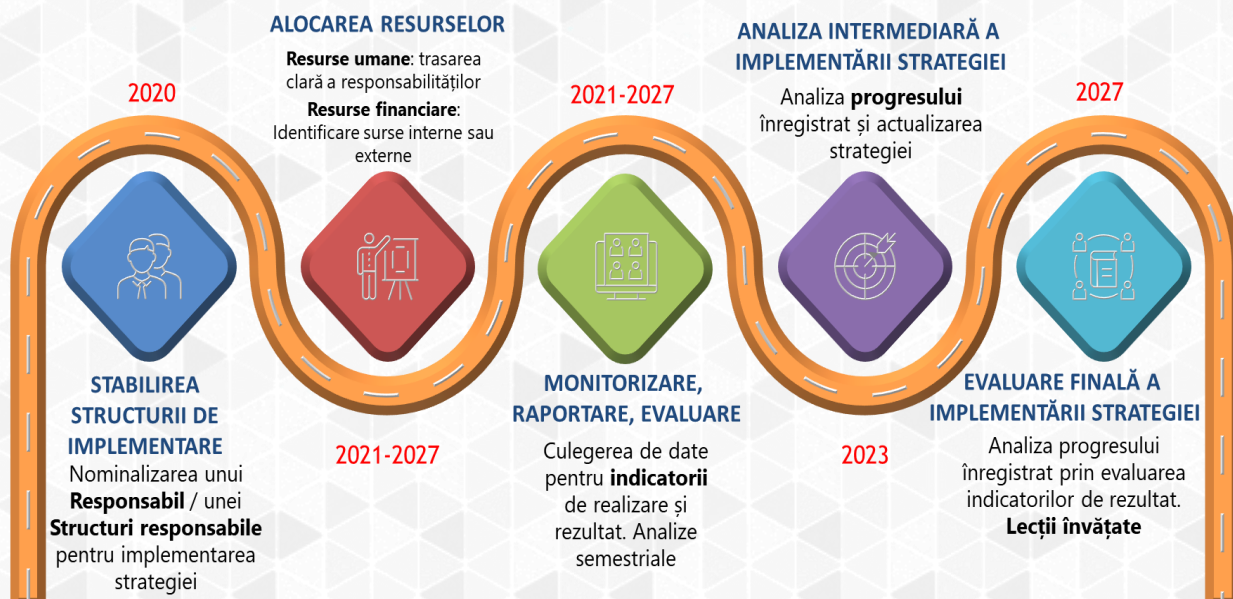 2020
STABILIREA
STRUCTURII DE
IMPLEMENTARE
Nominalizarea unui
Responsabil / unei
Structuri responsabile
pentru implementarea
strategiei
ALOCAREA RESURSELOR
Resurse umane: trasarea
clară a responsabilităților
Resurse financiare:
Identificare surse interne sau
externe
2021-2027
2021-2027
MONITORIZARE,
RAPORTARE, EVALUARE
Culegerea de date
pentru indicatorii
de realizare și
rezultat. Analize
semestriale
ANALIZA INTERMEDIARĂ A
IMPLEMENTĂRII STRATEGIEI
Analiza progresului
înregistrat și actualizarea
strategiei
2023
2027
EVALUARE FINALĂ A
IMPLEMENTĂRII STRATEGIEI
Analiza progresului
înregistrat prin evaluarea
indicatorilor de rezultat.
Lecții învățate